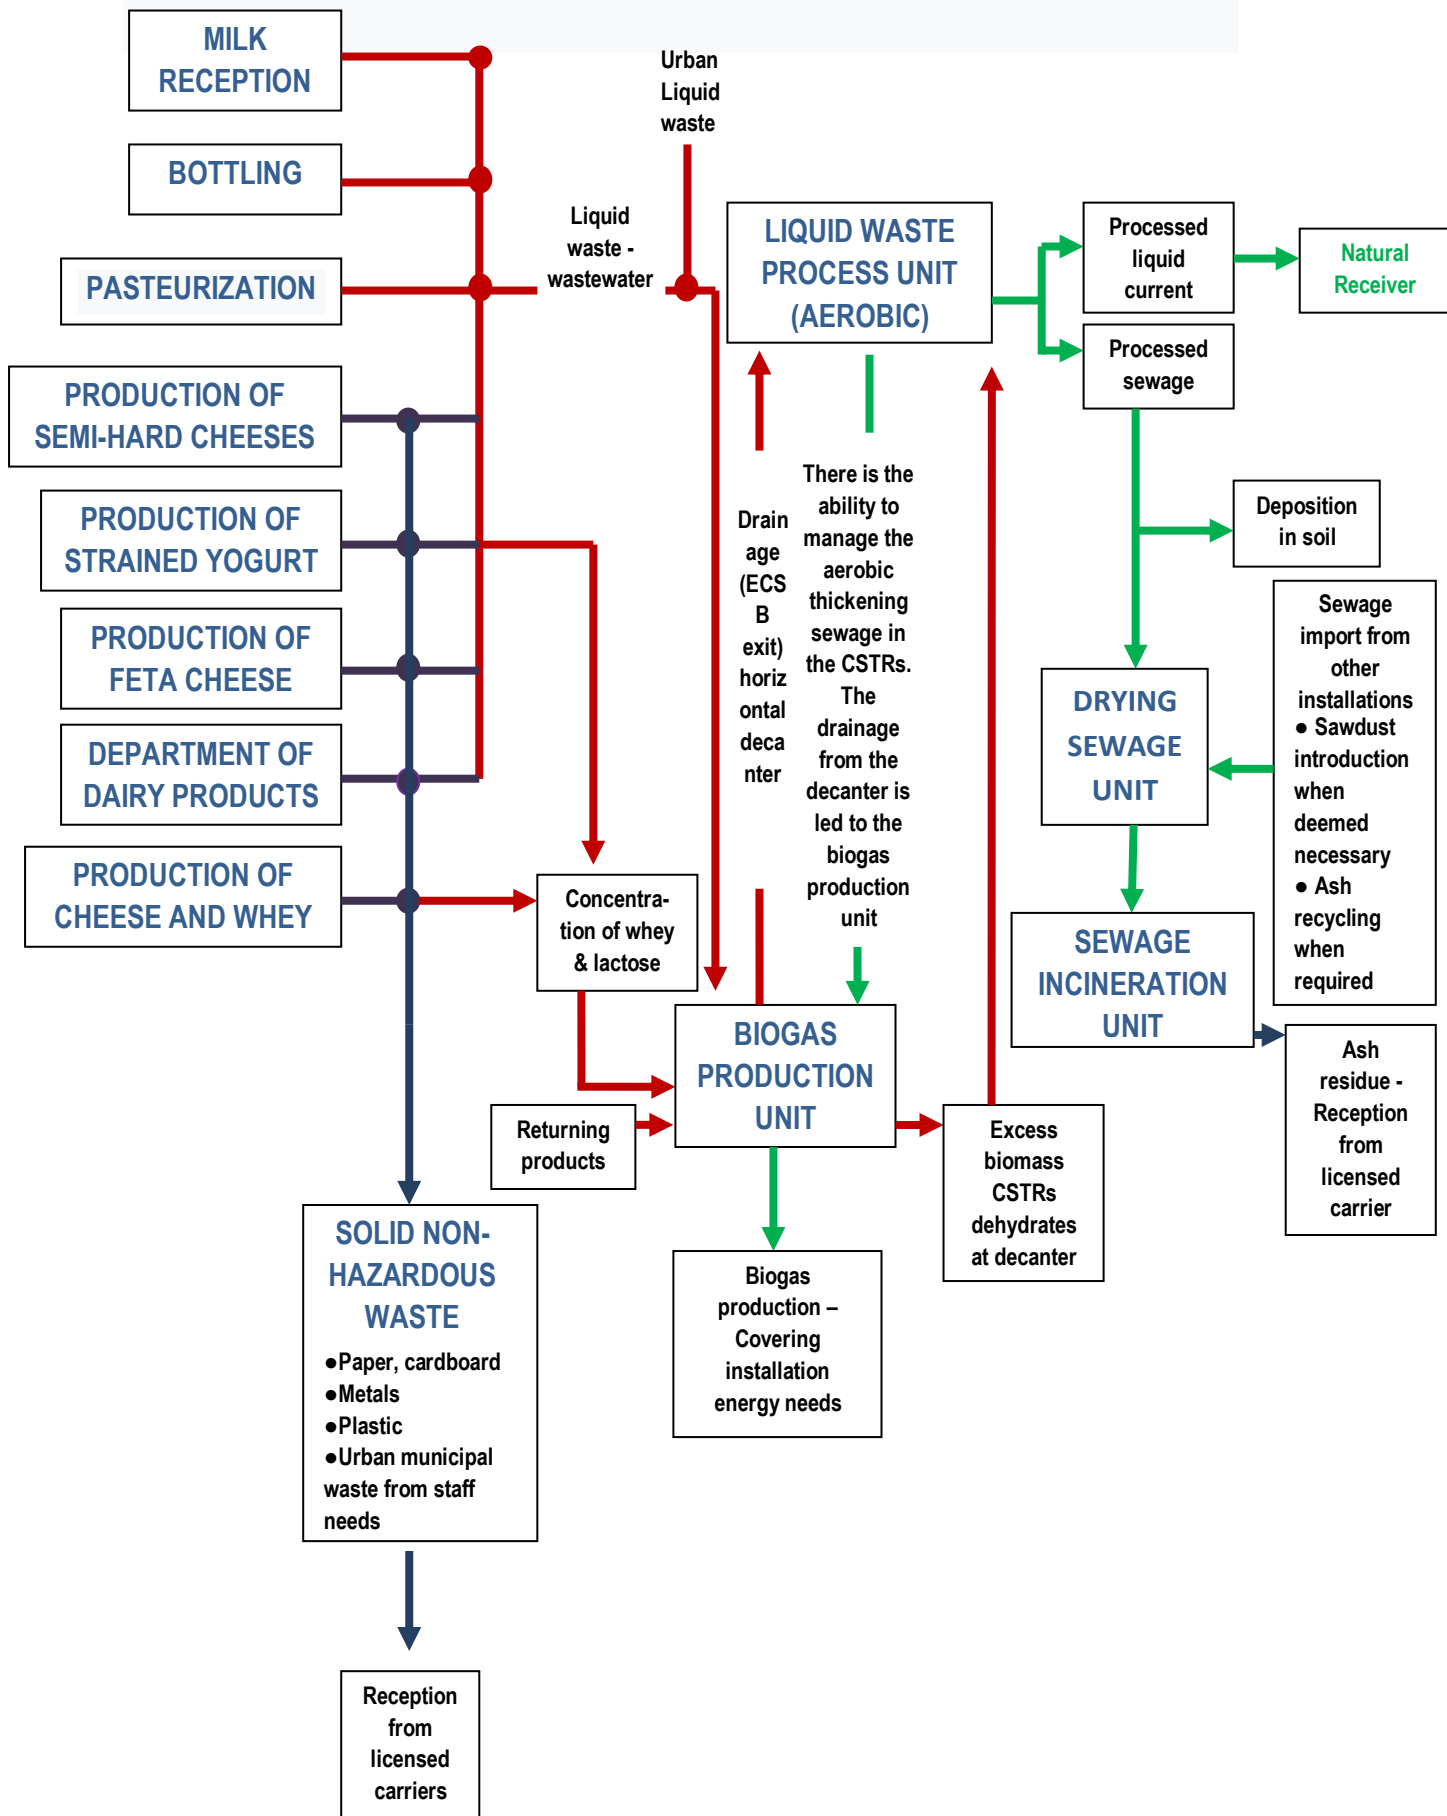 MILK
RECEPTION
BOTTLING
PASTEURIZATION
PRODUCTION OF
SEMI-HARD CHEESES
PRODUCTION OF
STRAINED YOGURT
PRODUCTION OF
FETA CHEESE
DEPARTMENT OF
DAIRY PRODUCTS
PRODUCTION OF
CHEESE AND WHEY
Urban
Liquid
waste
Liquid
waste -
wastewater
LIQUID WASTE
PROCESS UNIT
(AEROBIC)
Processed
liquid
current
Natural
Receiver
Processed
sewage
Drain
age
(ECS
B
exit)
horiz
ontal
deca
nter
There is the
ability to
manage the
aerobic
thickening
sewage in
the CSTRs.
The
drainage
from the
decanter is
led to the
biogas
production
unit
Deposition
in soil
Sewage
import from
other
installations
● Sawdust
introduction
when
deemed
necessary
● Ash
recycling
when
required
DRYING
SEWAGE
UNIT
SEWAGE
INCINERATION
UNIT
Ash
residue -
Reception
from
licensed
carrier
Concentra-
tion of whey
& lactose
BIOGAS
PRODUCTION
UNIT
Returning
products
Excess
biomass
CSTRs
dehydrates
at decanter
Biogas
production –
Covering
installation
energy needs
SOLID NON-
HAZARDOUS
WASTE
●Paper, cardboard
●Metals
●Plastic
●Urban municipal
waste from staff
needs
Reception
from
licensed
carriers